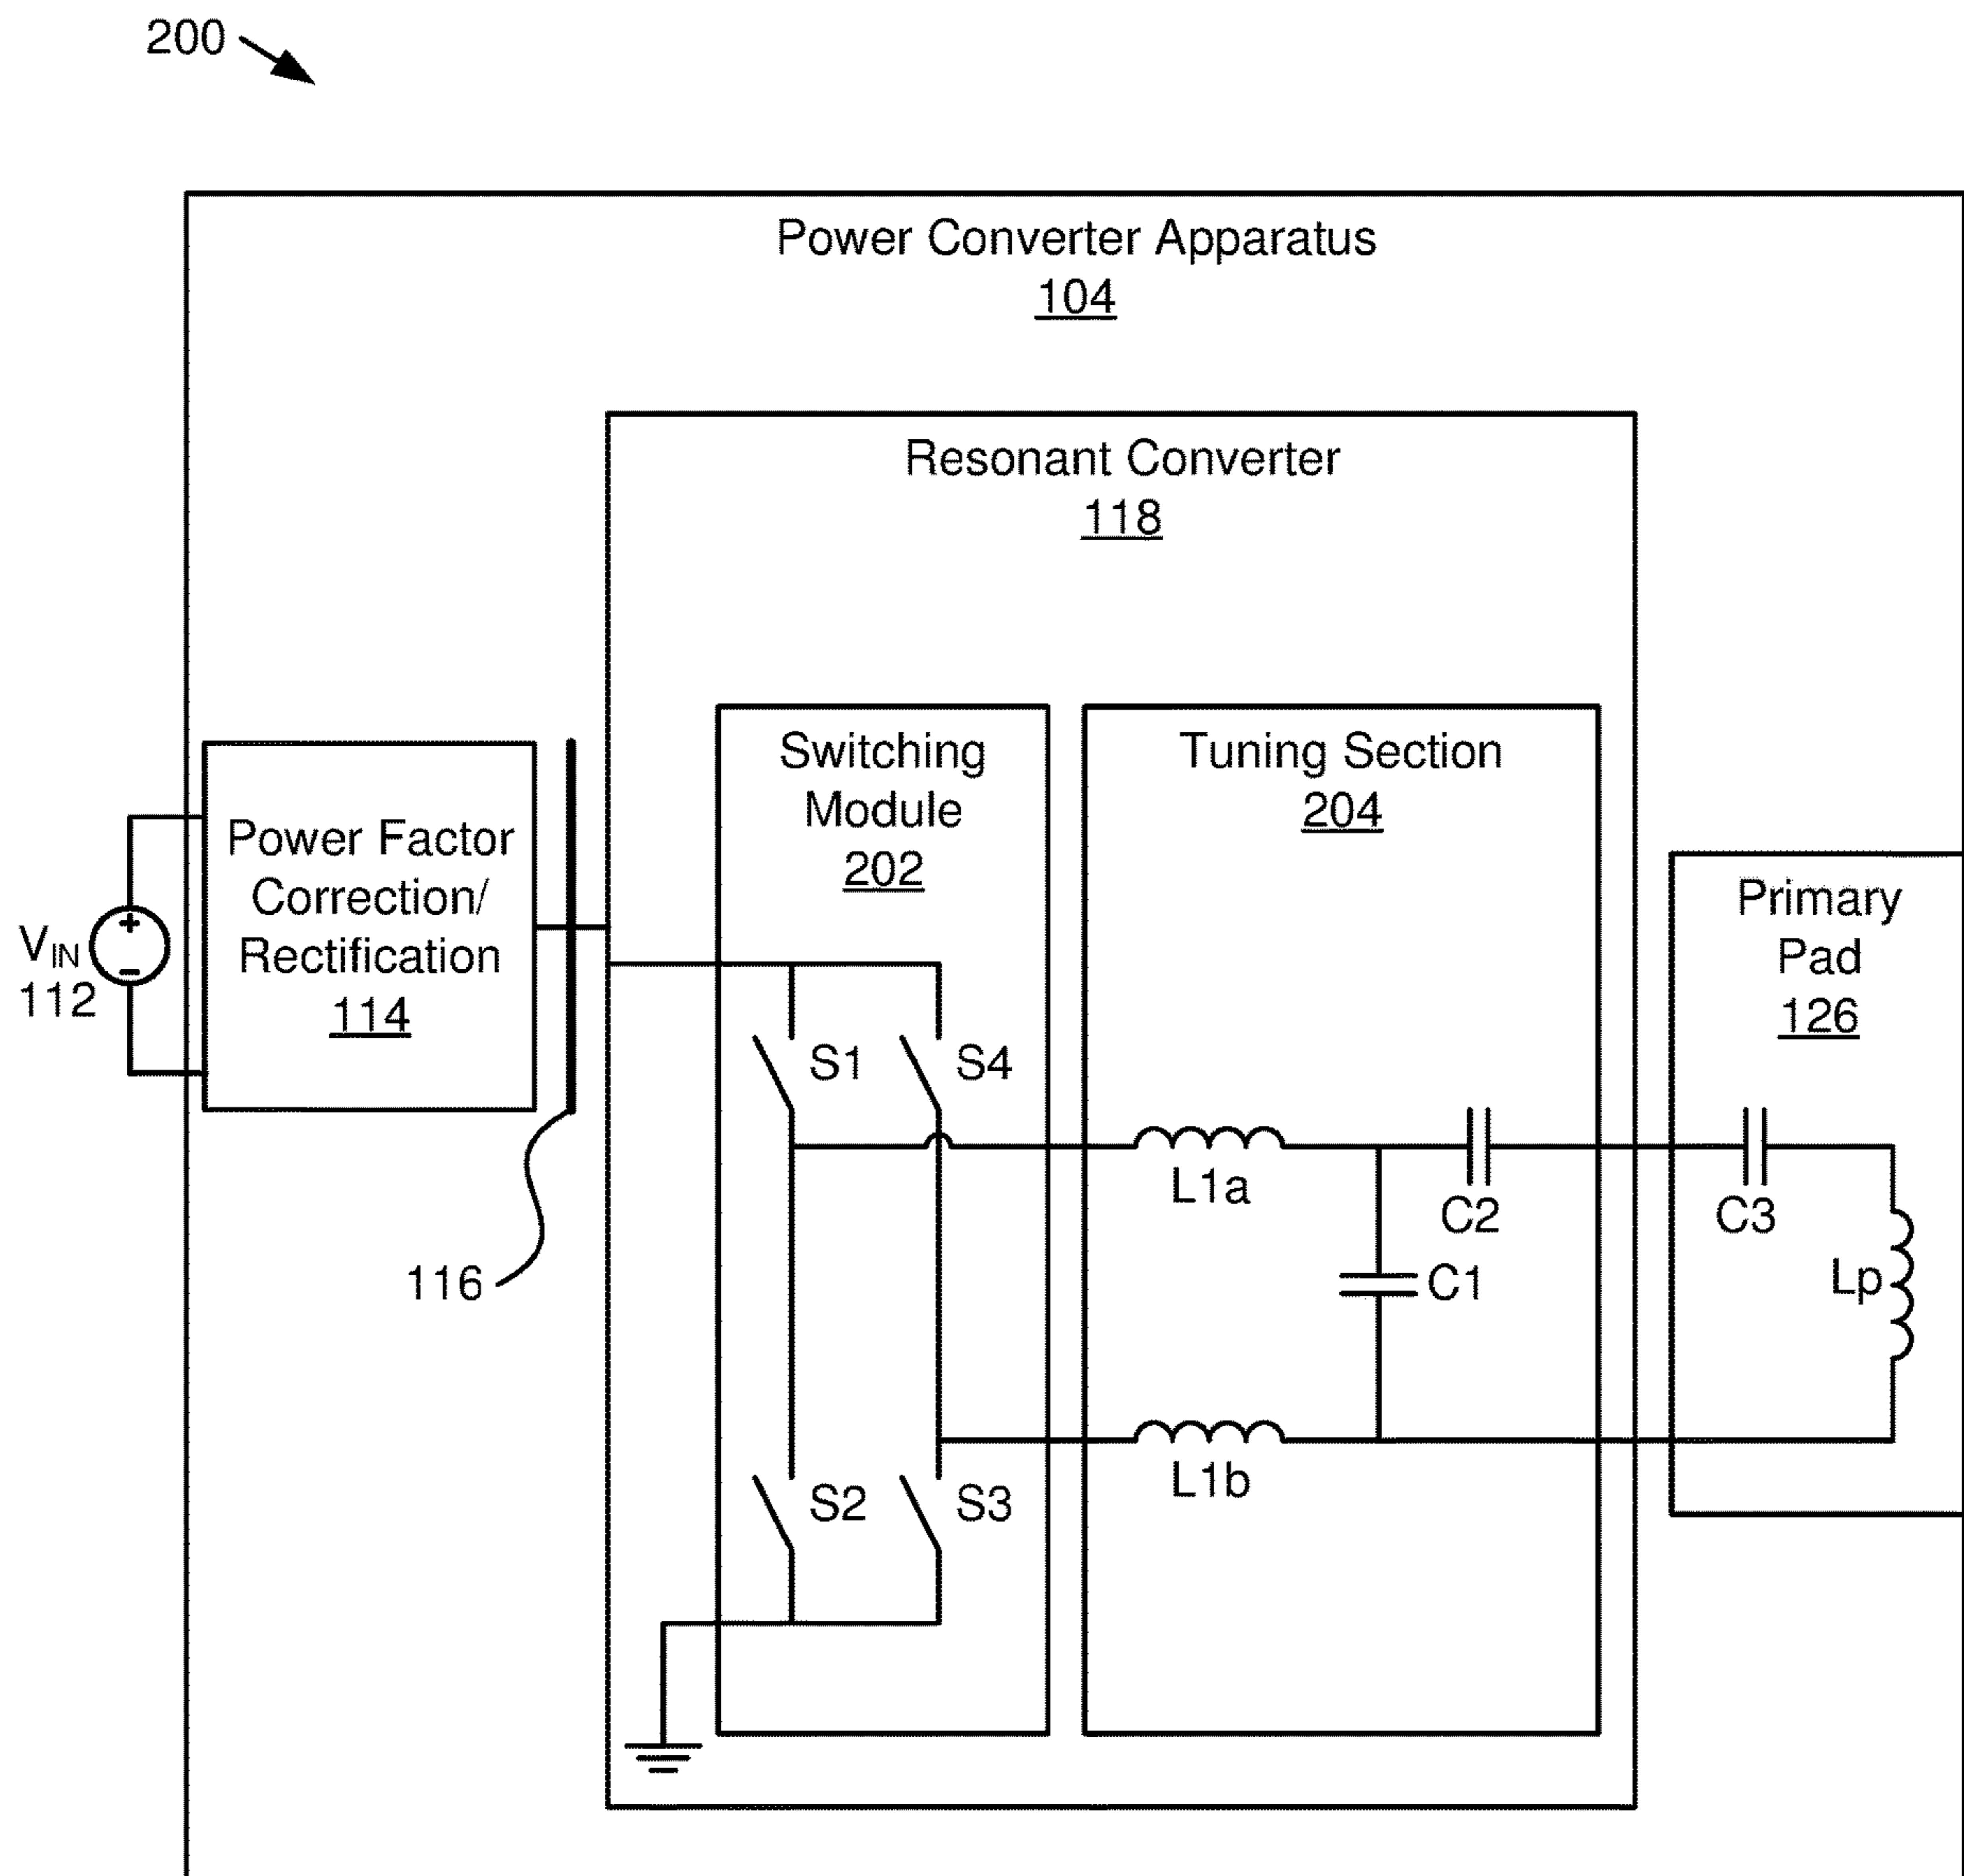 200
Power Converter Apparatus
104
Resonant Converter
118
Switching
Module
202
Tuning Section
204
Power Factor
Correction/
Rectification
114
+
−
VIN
112
Primary
Pad
126
S1
S4
L1a
C2
C3
116
C1
Lp
L1b
S2
S3